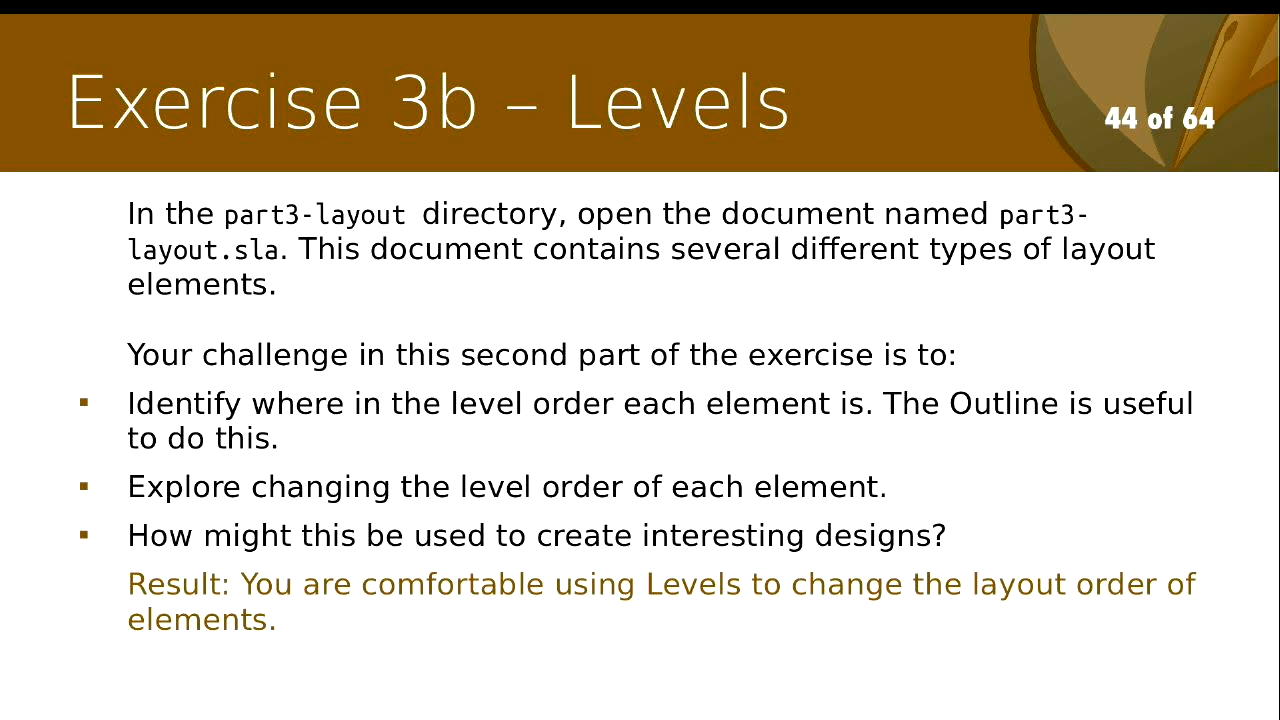 Exercise 3b – Levels
44 of 64
In the part3-layout directory, open the document named part3-
layout.sla. This document contains several different types of layout
elements.
Your challenge in this second part of the exercise is to:
▪ Identify where in the level order each element is. The Outline is useful
to do this.
▪ Explore changing the level order of each element.
▪ How might this be used to create interesting designs?
Result: You are comfortable using Levels to change the layout order of
elements.